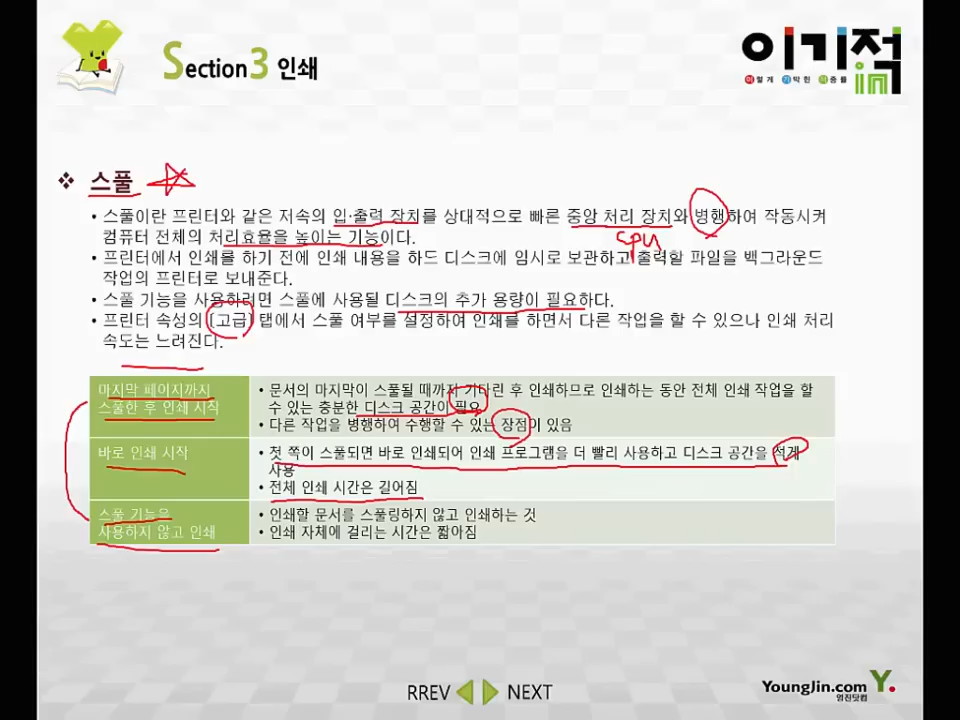 Section3 인쇄
이기적in
이렇게 기막힌 적중률
❖ 스풀
• 스풀이란 프린터와 같은 저속의 입·출력 장치를 상대적으로 빠른 중앙 처리 장치와 병행하여 작동시켜
컴퓨터 전체의 처리효율을 높이는 기능이다.
cpu
• 프린터에서 인쇄를 하기 전에 인쇄 내용을 하드 디스크에 임시로 보관하고 출력할 파일을 백그라운드
작업의 프린터로 보내준다.
• 스풀 기능을 사용하려면 스풀에 사용될 디스크의 추가 용량이 필요하다.
• 프린터 속성의 [고급] 탭에서 스풀 여부를 설정하여 인쇄를 하면서 다른 작업을 할 수 있으나 인쇄 처리
속도는 느려진다.
마지막 페이지까지
스풀한 후 인쇄 시작
• 문서의 마지막이 스풀될 때까지 기다린 후 인쇄하므로 인쇄하는 동안 전체 인쇄 작업을 할
수 있는 충분한 디스크 공간이 필요
• 다른 작업을 병행하여 수행할 수 있는 장점이 있음
바로 인쇄 시작
• 첫 쪽이 스풀되면 바로 인쇄되어 인쇄 프로그램을 더 빨리 사용하고 디스크 공간을 적게
사용
• 전체 인쇄 시간은 길어짐
스풀 기능을
사용하지 않고 인쇄
• 인쇄할 문서를 스풀링하지 않고 인쇄하는 것
• 인쇄 자체에 걸리는 시간은 짧아짐
RREV NEXT
YoungJin.com Y.
영진닷컴